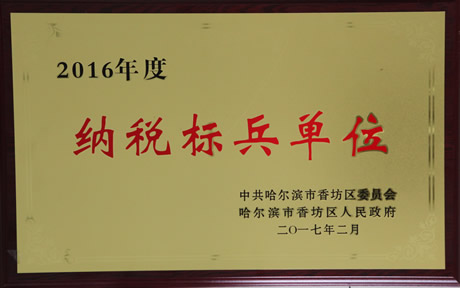 2016年度
纳税标兵单位
中共哈尔滨市香坊区委员会
哈尔滨市香坊区人民政府
二〇一七年二月